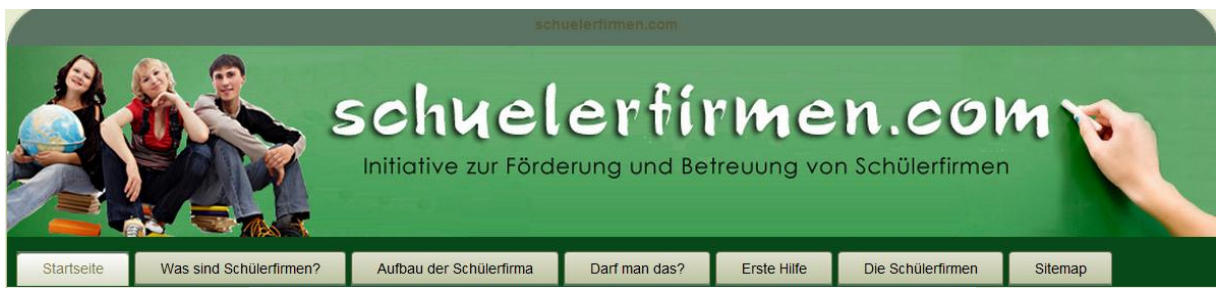 schuelerfirmen.com
schuelerfirmen.com
Initiative zur Förderung und Betreuung von Schülerfirmen
Startseite Was sind Schülerfirmen? Aufbau der Schülerfirma Darf man das? Erste Hilfe Die Schülerfirmen Sitemap